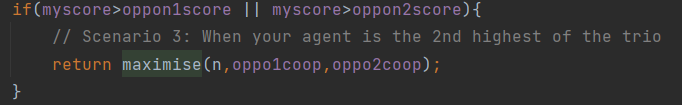 if(myscore>oppon1score || myscore>oppon2score){
// Scenario 3: When your agent is the 2nd highest of the trio
return maximise(n,oppo1coop,oppo2coop);
}